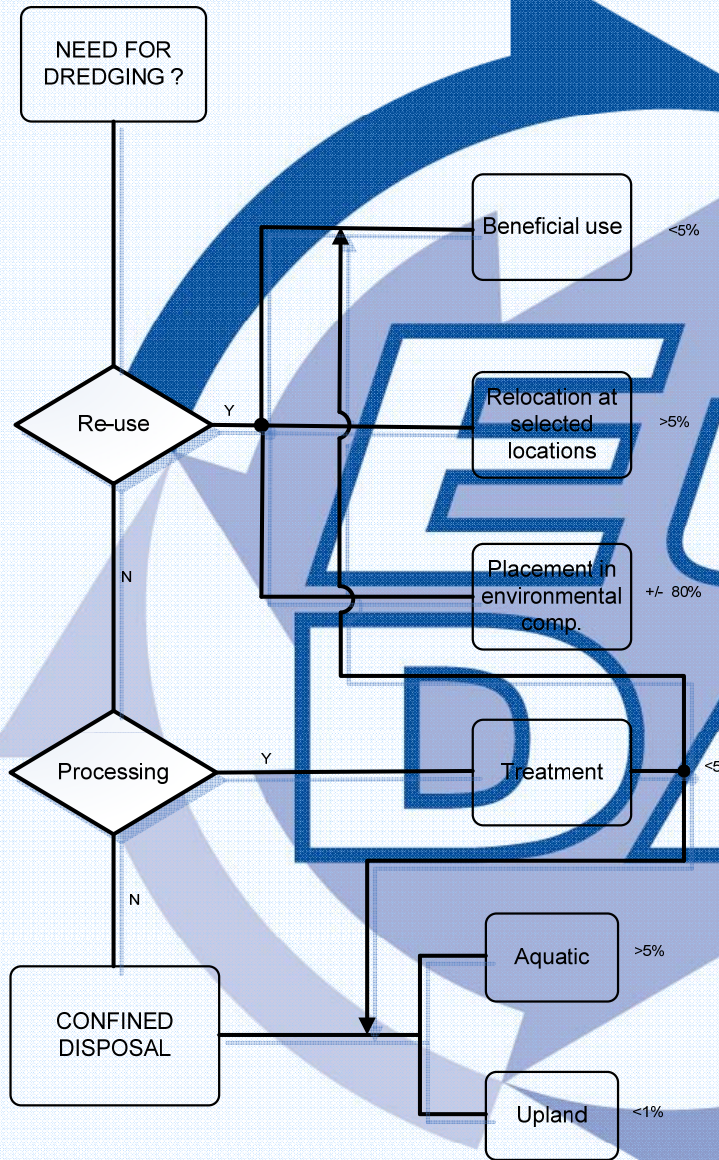 NEED FOR
DREDGING ?
Beneficial use
<5%
Re-use
Y
Relocation at
selected
locations
>5%
N
Placement in
environmental
comp.
+/- 80%
Processing
Y
Treatment
<5
N
Aquatic
>5%
CONFINED
DISPOSAL
Upland
<1%